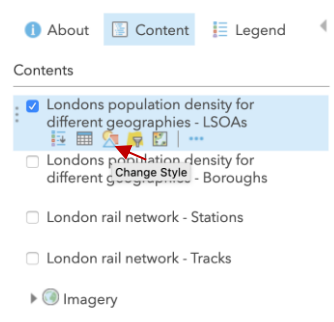 About Content Legend
Contents
Londons population density for
different geographies - LSOAs
Londons population density for
different geographies - Boroughs
Change Style
London rail network - Stations
London rail network - Tracks
Imagery